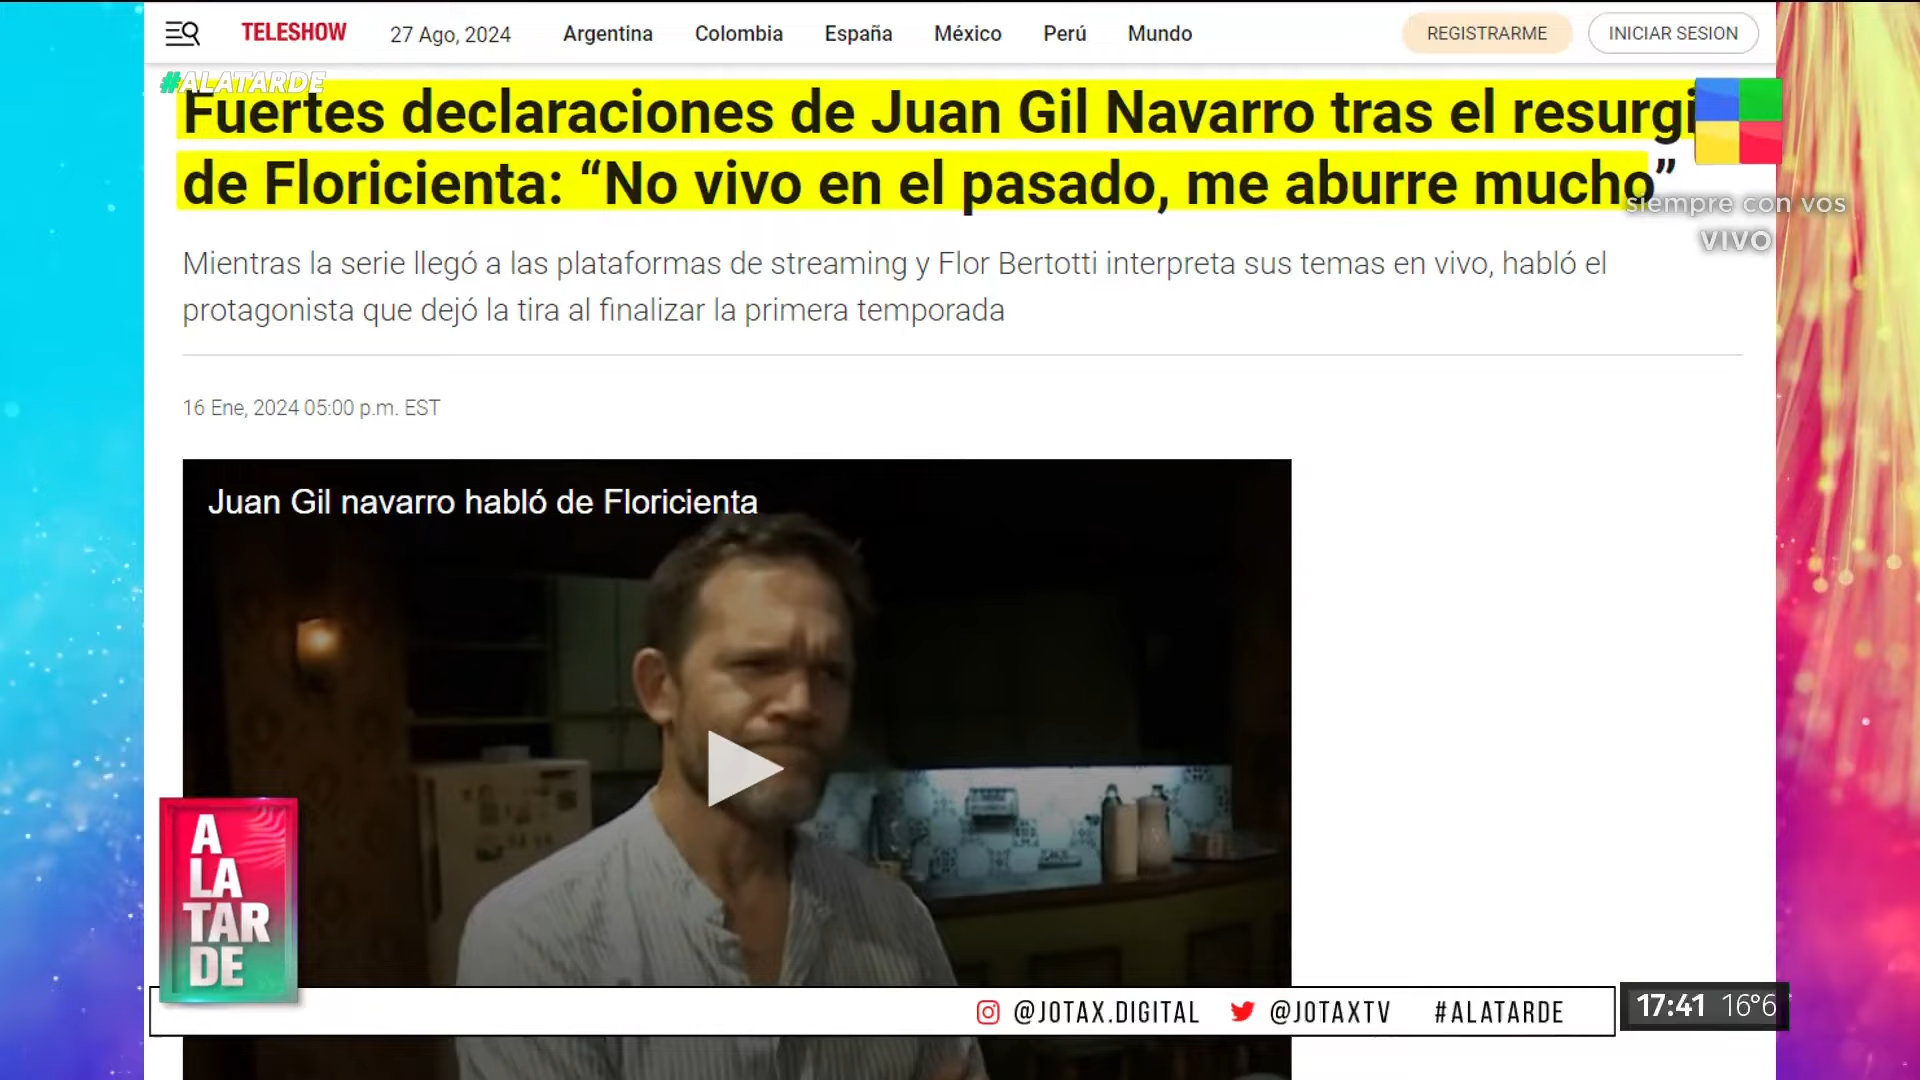 TELESHOW 27 Ago, 2024 Argentina Colombia España México Perú Mundo REGISTRARME INICIAR SESION
#ALATARDE
Fuertes declaraciones de Juan Gil Navarro tras el resurgi
de Floricienta: “No vivo en el pasado, me aburre mucho”
siempre con vos
VIVO
Mientras la serie llegó a las plataformas de streaming y Flor Bertotti interpreta sus temas en vivo, habló el
protagonista que dejó la tira al finalizar la primera temporada
16 Ene, 2024 05:00 p.m. EST
Juan Gil navarro habló de Floricienta
A
LA
TAR
DE
@JOTAX.DIGITAL @JOTAXTV #ALATARDE
17:41 16°6